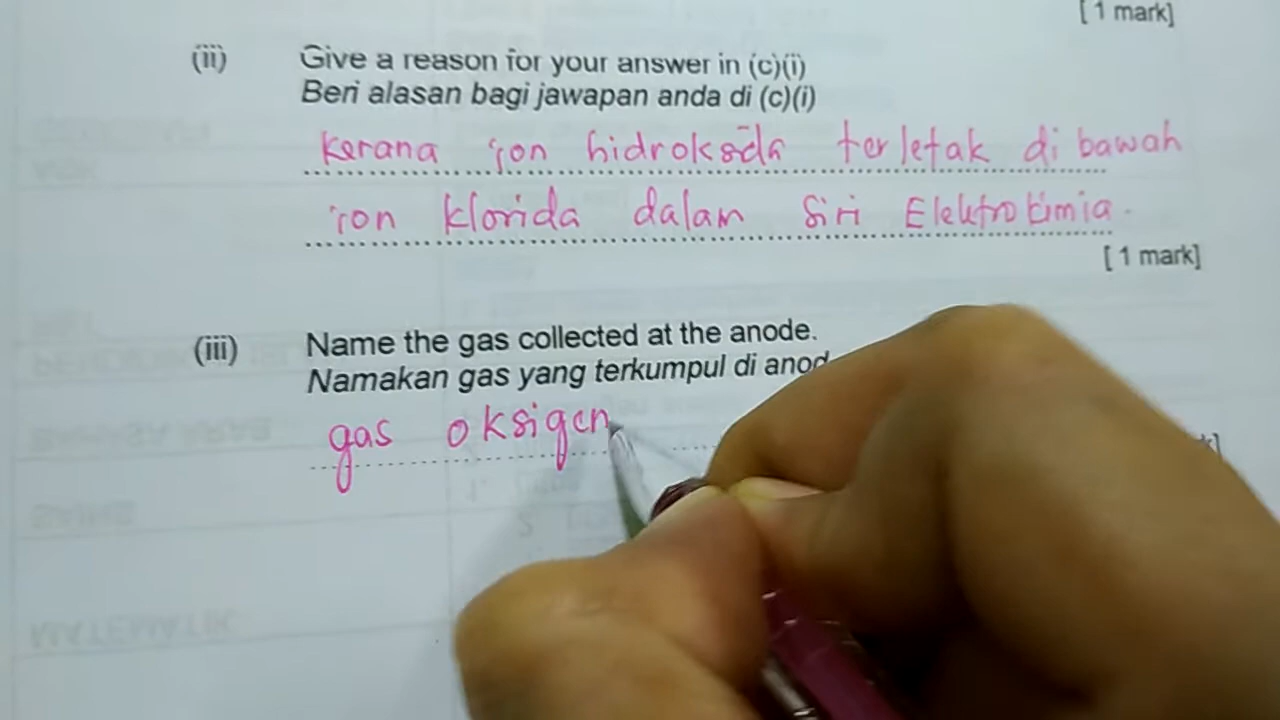 [ 1 mark]
(ii) Give a reason for your answer in (c)(i)
Beri alasan bagi jawapan anda di (c)(i)
Kerana ion hidroksida terletak di bawah
ion klorida dalam Siri Elektrokimia.
[ 1 mark]
(iii) Name the gas collected at the anode.
Namakan gas yang terkumpul di anod
gas oksigen